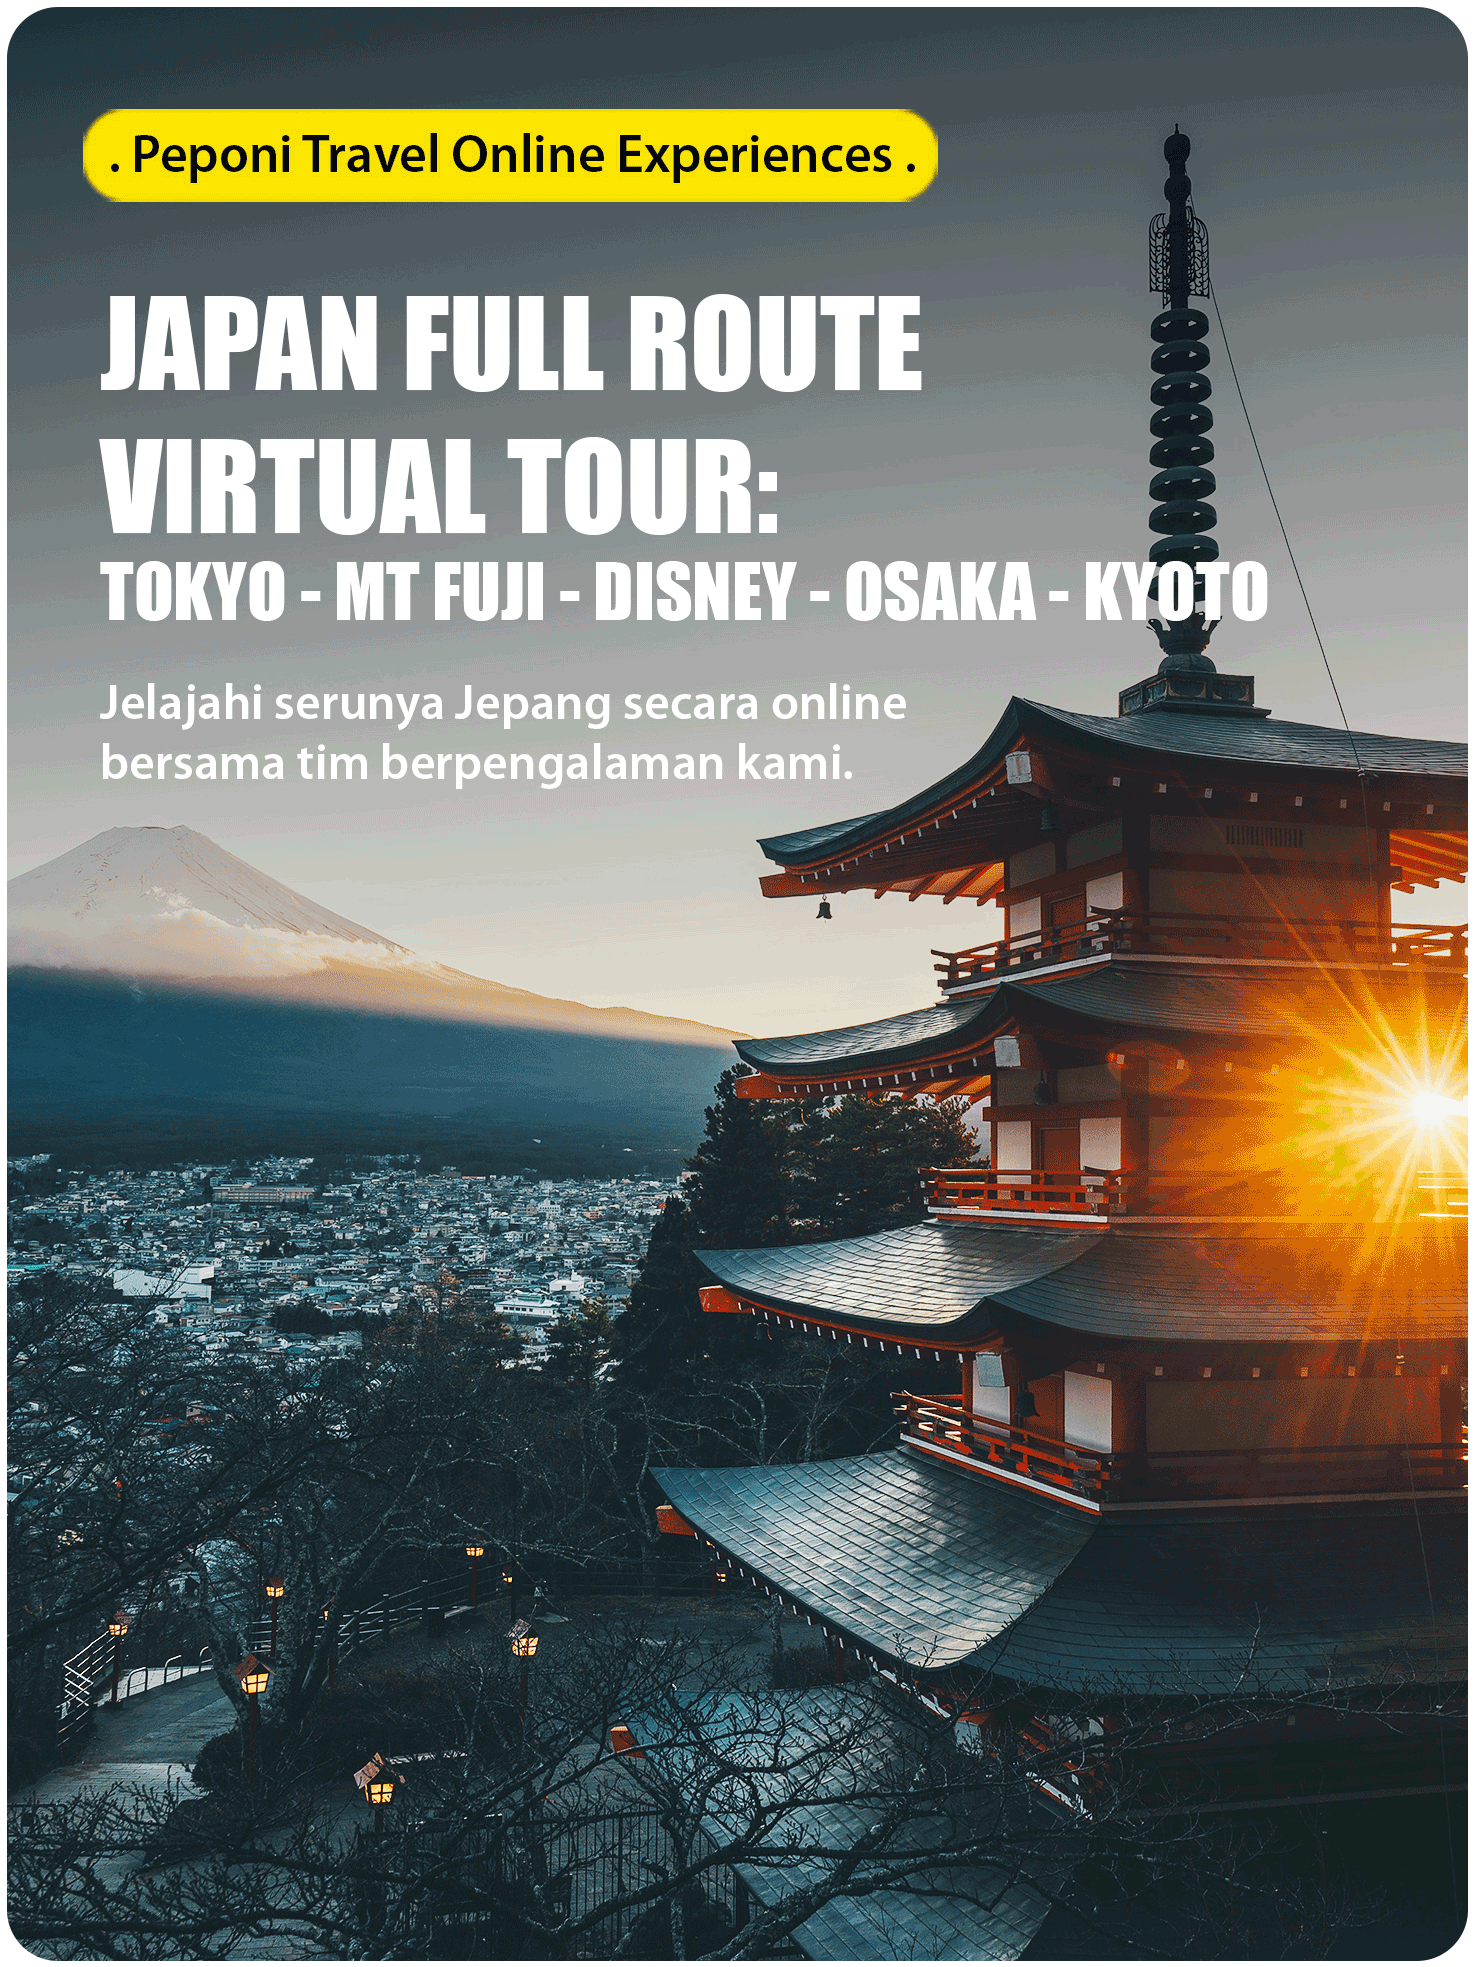 . Peponi Travel Online Experiences .
JAPAN FULL ROUTE
VIRTUAL TOUR:
TOKYO - MT FUJI - DISNEY - OSAKA - KYOTO
Jelajahi serunya Jepang secara online
bersama tim berpengalaman kami.